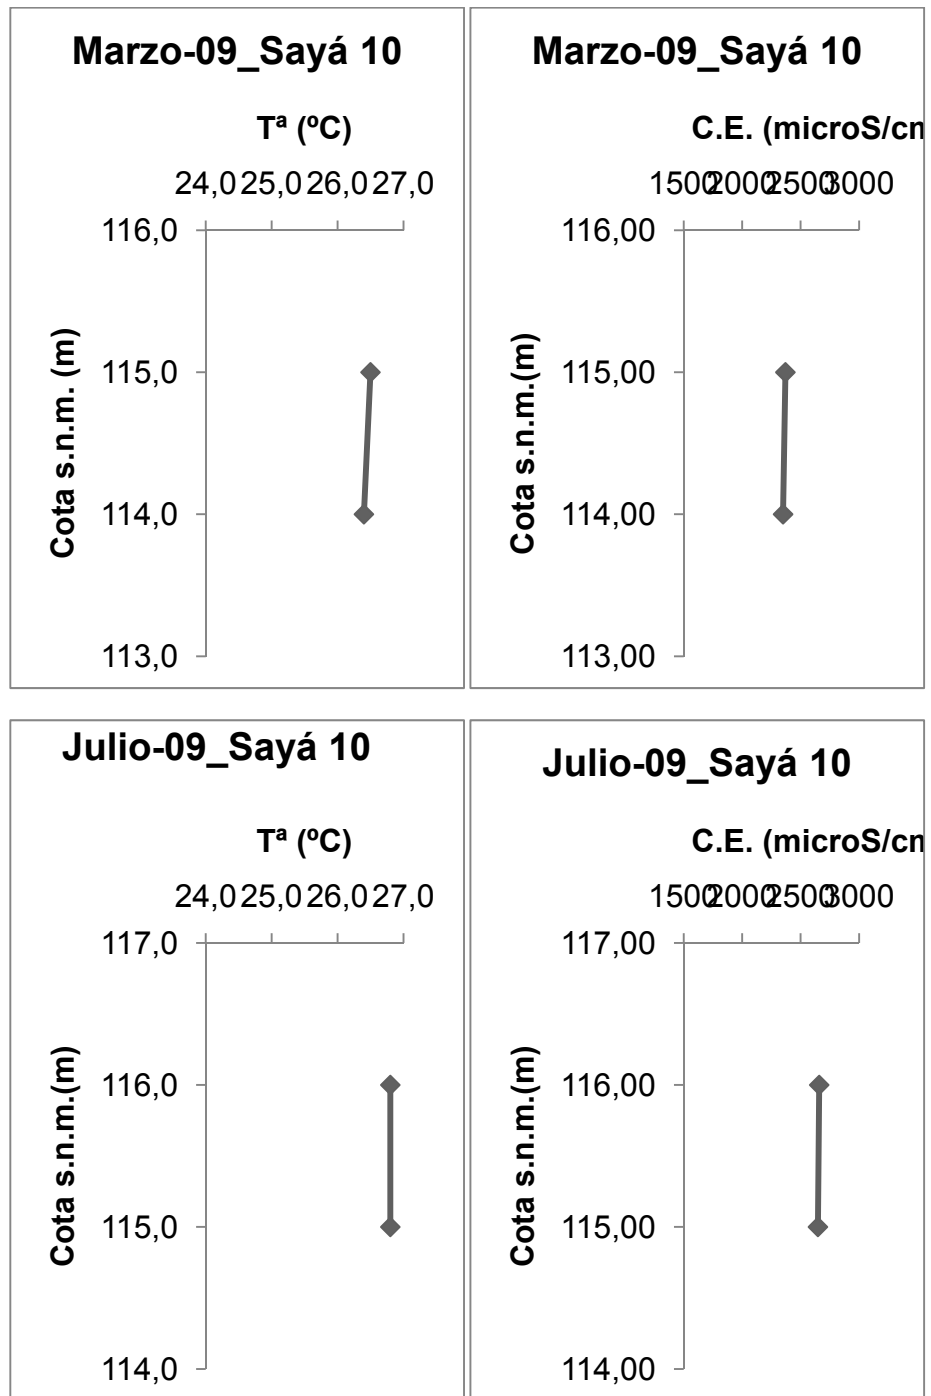 Marzo-09_Sayá 10
Tª (ºC)
24,0 25,0 26,0 27,0
116,0
115,0
114,0
113,0
Cota s.n.m. (m)
Marzo-09_Sayá 10
C.E. (microS/cm
1500 2000 2500 3000
116,00
115,00
114,00
113,00
Cota s.n.m.(m)
Julio-09_Sayá 10
Tª (ºC)
24,0 25,0 26,0 27,0
117,0
116,0
115,0
114,0
Cota s.n.m.(m)
Julio-09_Sayá 10
C.E. (microS/cm
1500 2000 2500 3000
117,00
116,00
115,00
114,00
Cota s.n.m.(m)